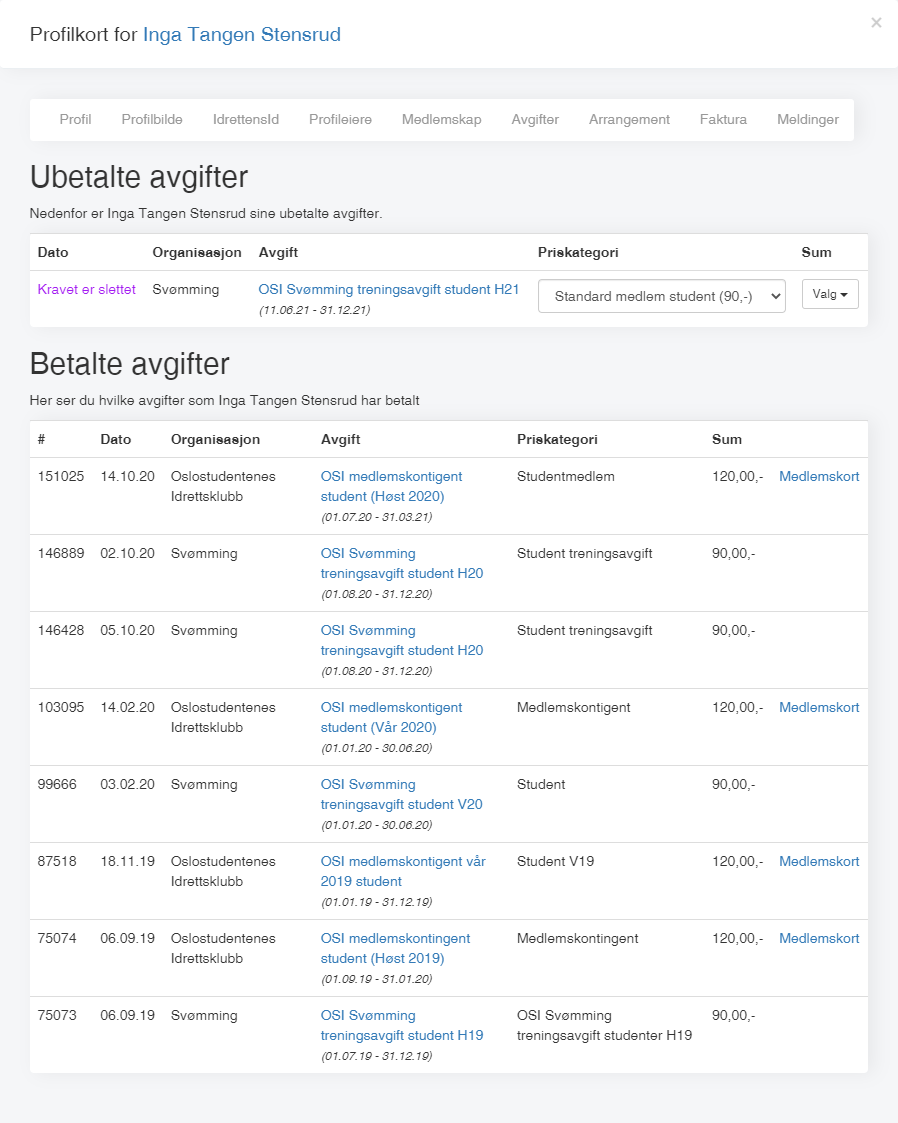 Profilkort for Inga Tangen Stensrud
×
Profil Profilbilde IdrettensId Profileiere Medlemskap Avgifter Arrangement Faktura Meldinger
Ubetalte avgifter
Nedenfor er Inga Tangen Stensrud sine ubetalte avgifter.
Dato Organisasjon Avgift Priskategori Sum
Kravet er slettet Svømming OSI Svømming treningsavgift student H21 Standard medlem student (90,-) Valg
(11.06.21 - 31.12.21)
Betalte avgifter
Her ser du hvilke avgifter som Inga Tangen Stensrud har betalt
# Dato Organisasjon Avgift Priskategori Sum
151025 14.10.20 Oslostudentenes OSI medlemskontigent Studentmedlem 120,00,- Medlemskort
Idrettsklubb student (Høst 2020)
(01.07.20 - 31.03.21)
146889 02.10.20 Svømming OSI Svømming Student treningsavgift 90,00,-
treningsavgift student H20
(01.08.20 - 31.12.20)
146428 05.10.20 Svømming OSI Svømming Student treningsavgift 90,00,-
treningsavgift student H20
(01.08.20 - 31.12.20)
103095 14.02.20 Oslostudentenes OSI medlemskontigent Medlemskontigent 120,00,- Medlemskort
Idrettsklubb student (Vår 2020)
(01.01.20 - 30.06.20)
99666 03.02.20 Svømming OSI Svømming Student 90,00,-
treningsavgift student V20
(01.01.20 - 30.06.20)
87518 18.11.19 Oslostudentenes OSI medlemskontigent vår Student V19 120,00,- Medlemskort
Idrettsklubb 2019 student
(01.01.19 - 31.12.19)
75074 06.09.19 Oslostudentenes OSI medlemskontingent Medlemskontingent 120,00,- Medlemskort
Idrettsklubb student (Høst 2019)
(01.09.19 - 31.01.20)
75073 06.09.19 Svømming OSI Svømming OSI Svømming 90,00,-
treningsavgift student H19 treningsavgift studenter H19
(01.07.19 - 31.12.19)